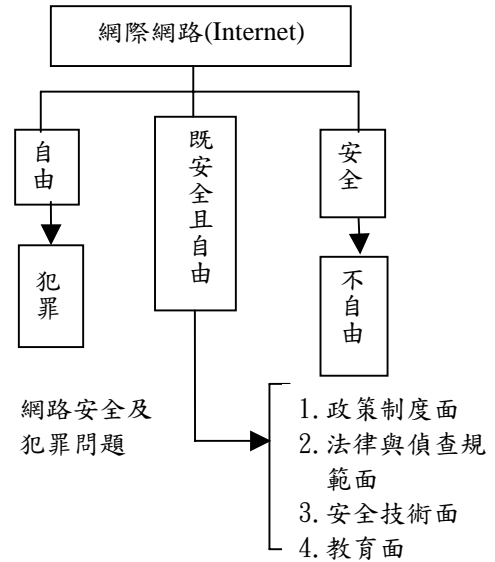 網際網路(Internet)
自由
既安全且自由
安全
犯罪
不自由
網路安全及
犯罪問題
1.政策制度面
2.法律與偵查規
範面
3.安全技術面
4.教育面